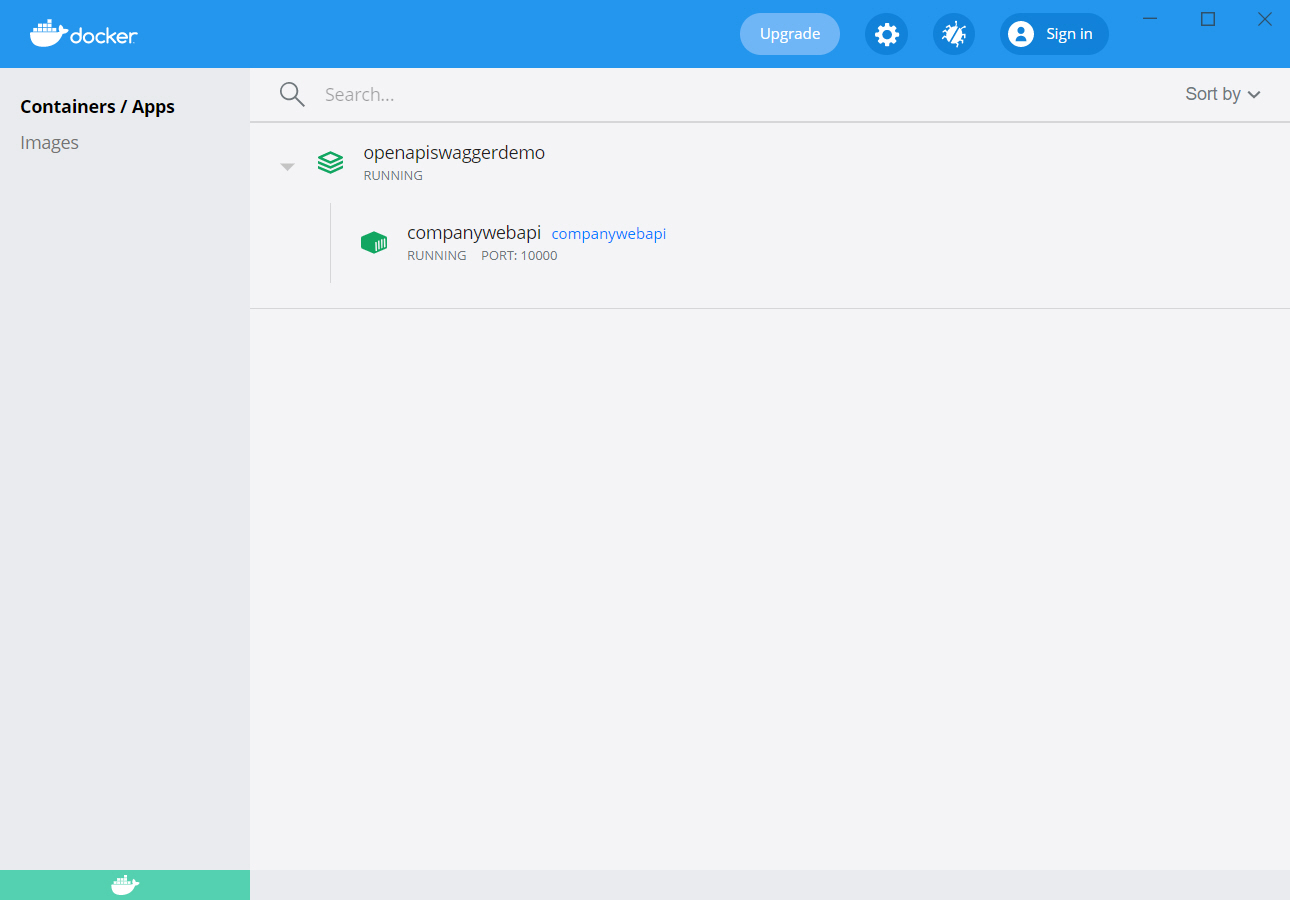 docker
Upgrade
Sign in
Containers / Apps
Images
Search...
Sort by
openapiswaggerdemo
RUNNING
companywebapi companywebapi
RUNNING PORT: 10000